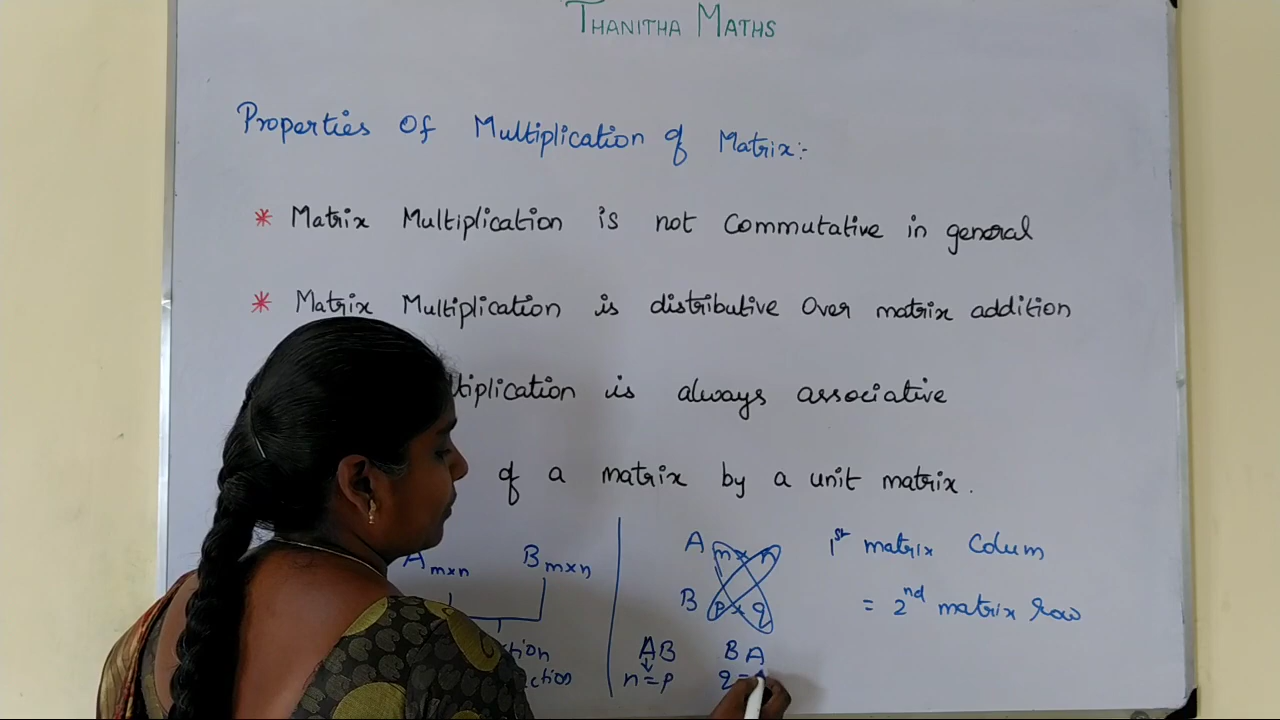 THANITHA MATHS
Properties Of Multiplication of Matrix:-
* Matrix Multiplication is not Commutative in general
* Matrix Multiplication is distributive Over matrix addition
tiplication is always associative
of a matrix by a unit matrix.
A m×n B m×n
tion
ction
A m × n
B p × q
AB BA
n = p q =
1st matrix Colum
= 2nd matrix row